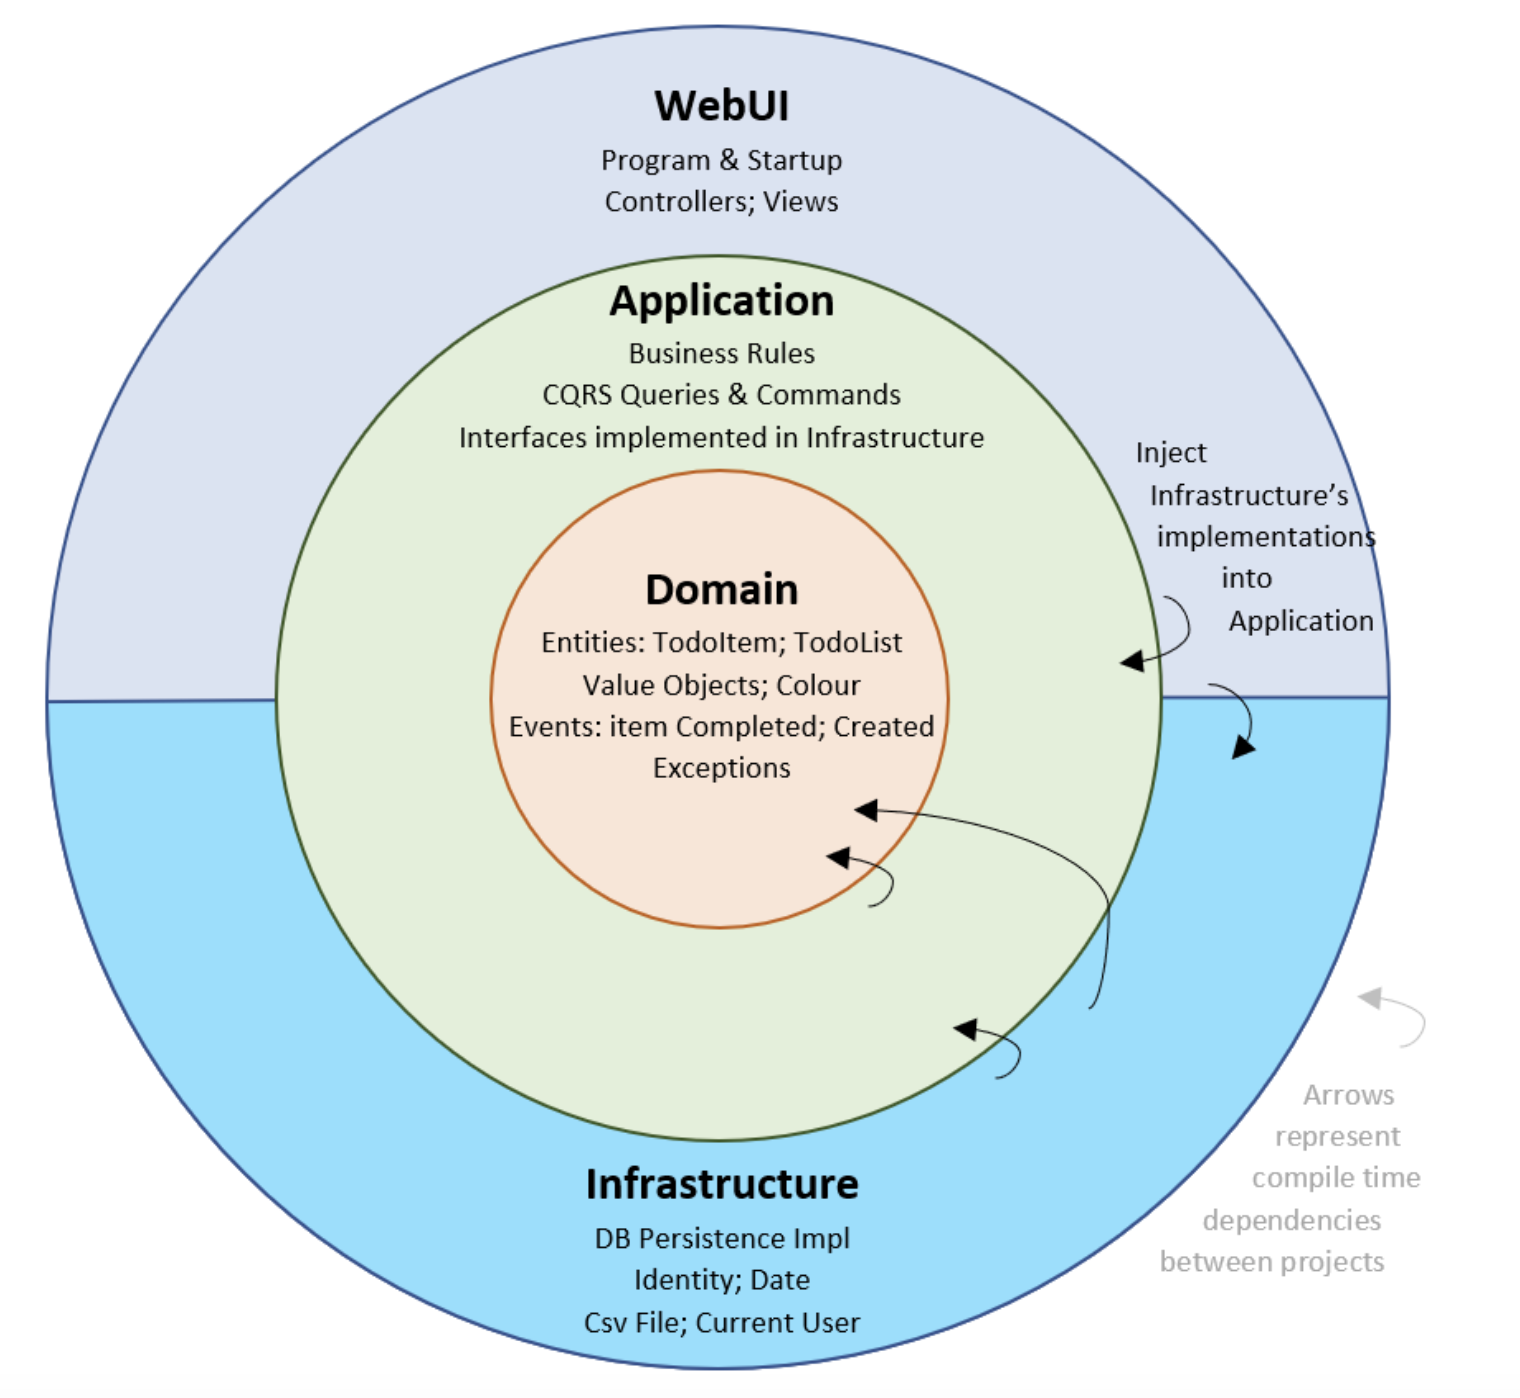 WebUI
Program & Startup
Controllers; Views
Application
Business Rules
CQRS Queries & Commands
Interfaces implemented in Infrastructure
Inject
Infrastructure’s
implementations
into
Application
Domain
Entities: TodoItem; TodoList
Value Objects; Colour
Events: item Completed; Created
Exceptions
Arrows
represent
compile time
dependencies
between projects
Infrastructure
DB Persistence Impl
Identity; Date
Csv File; Current User